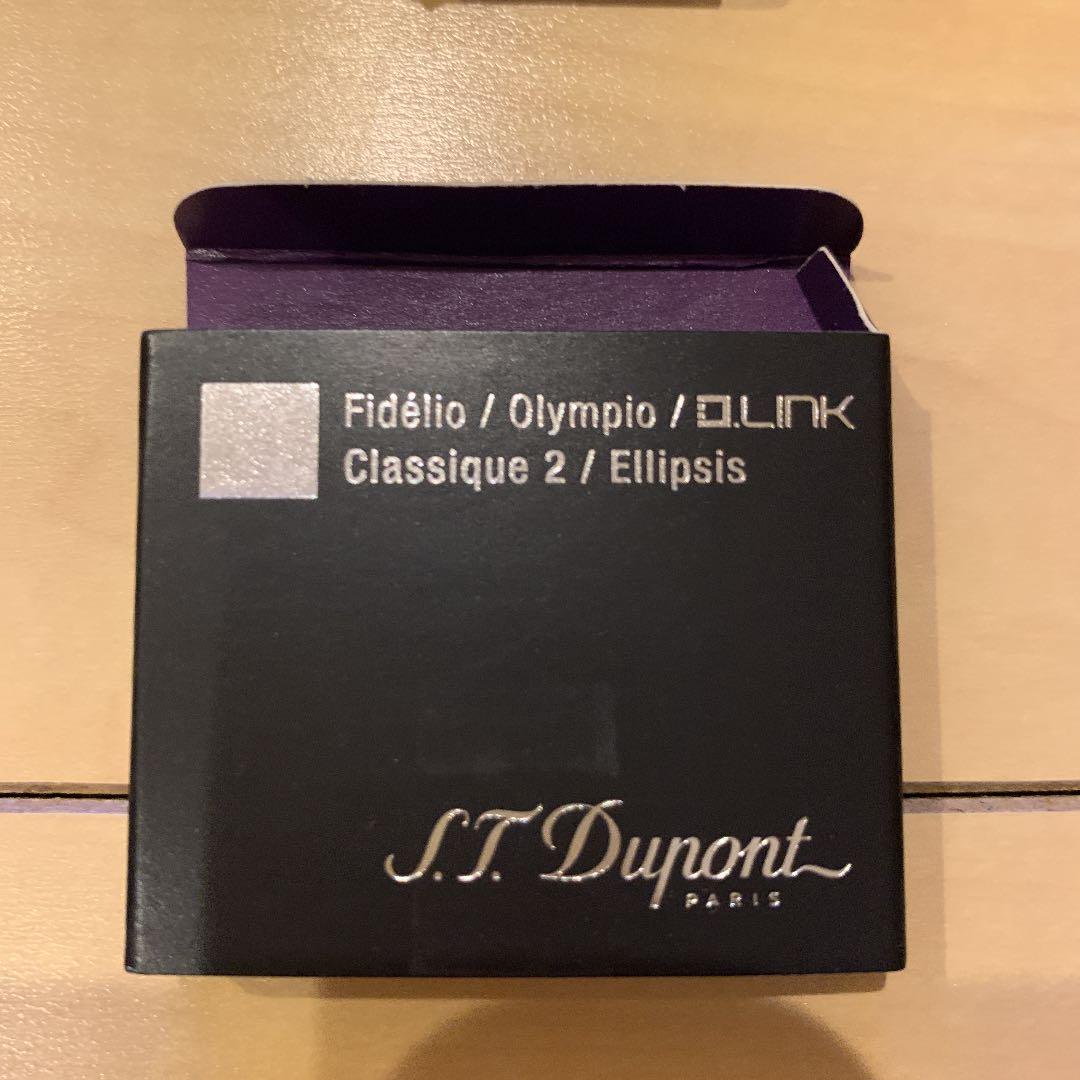 Fidélio / Olympio / D.LINK
Classique 2 / Ellipsis
S.T. Dupont
PARIS